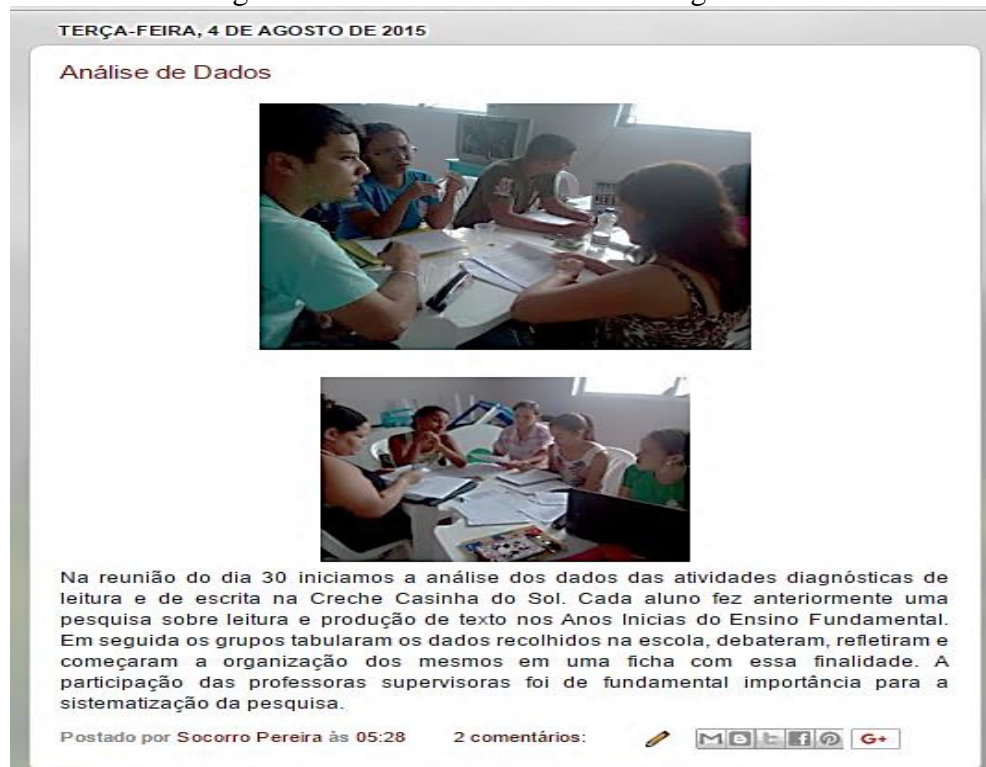 TERÇA-FEIRA, 4 DE AGOSTO DE 2015
Análise de Dados
Na reunião do dia 30 iniciamos a análise dos dados das atividades diagnósticas de
leitura e de escrita na Creche Casinha do Sol. Cada aluno fez anteriormente uma
pesquisa sobre leitura e produção de texto nos Anos Inicias do Ensino Fundamental.
Em seguida os grupos tabularam os dados recolhidos na escola, debateram, refletiram e
começaram a organização dos mesmos em uma ficha com essa finalidade. A
participação das professoras supervisoras foi de fundamental importância para a
sistematização da pesquisa.
Postado por Socorro Pereira às 05:28 2 comentários: G+